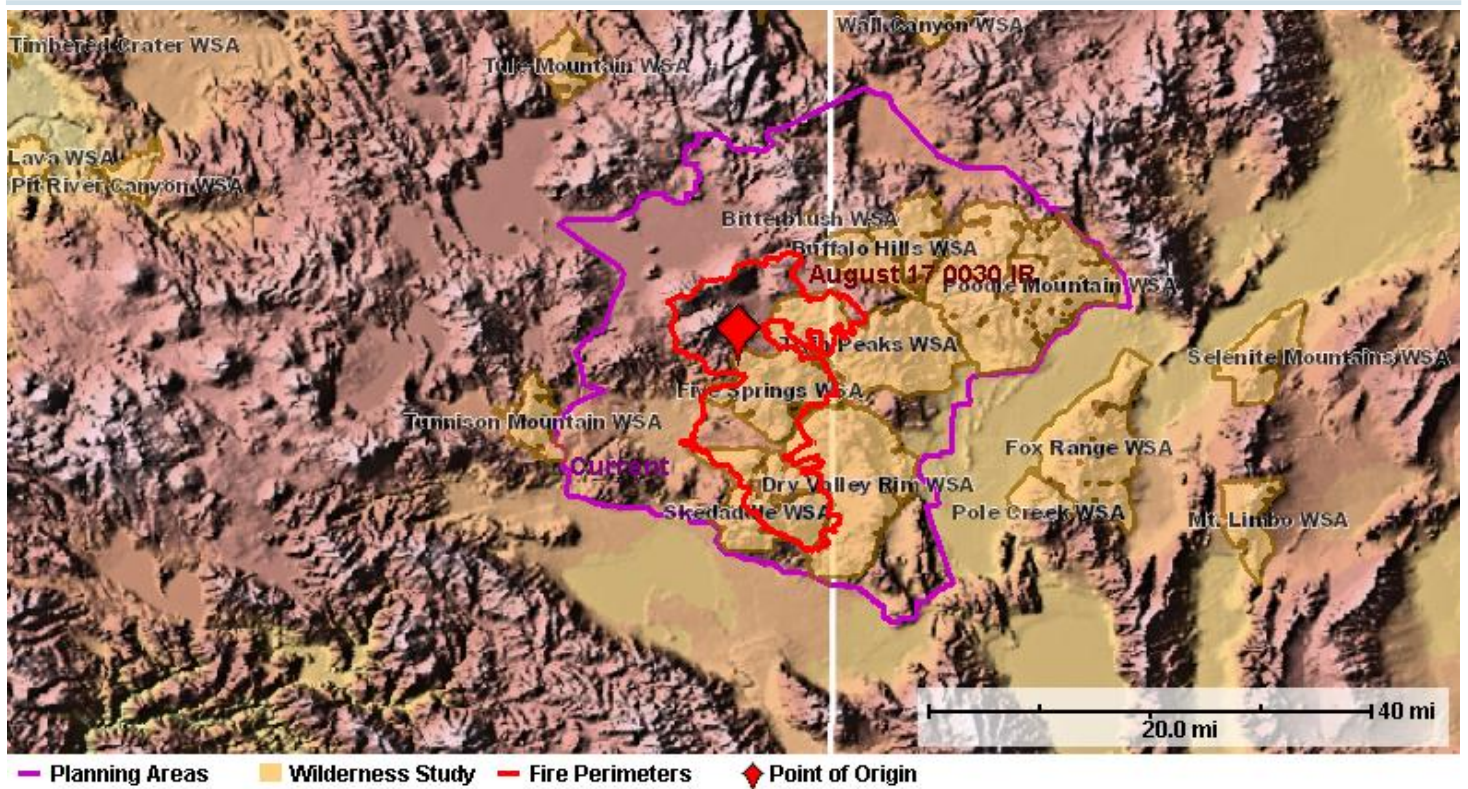 Timbered Crater WSA
Wall Canyon WSA
Tule Mountain WSA
Lava WSA
Pit River Canyon WSA
Bitterbrush WSA
Buffalo Hills WSA
August 17 0030 IR
Poodle Mountain WSA
Twin Peaks WSA
Selenite Mountains WSA
Five Springs WSA
Tunnison Mountain WSA
Fox Range WSA
Current
Dry Valley Rim WSA
Skedaddle WSA
Pole Creek WSA
Mt. Limbo WSA
40 mi
20.0 mi
Planning Areas Wilderness Study Fire Perimeters Point of Origin